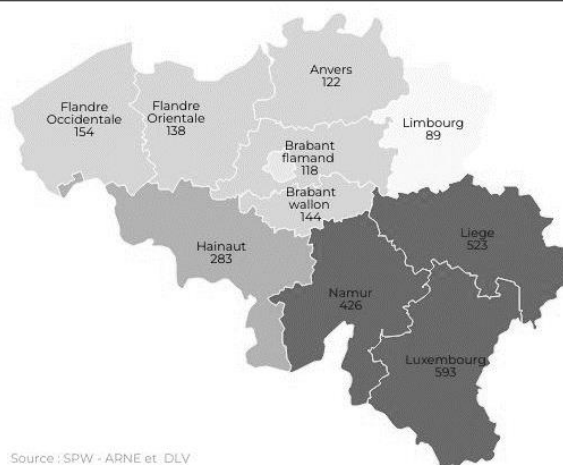 Anvers
122
Flandre
Occidentale
154
Flandre
Orientale
138
Limbourg
89
Brabant
flamand
118
Brabant
wallon
144
Liege
523
Hainaut
283
Namur
426
Luxembourg
593
Source : SPW - ARNE et DLV